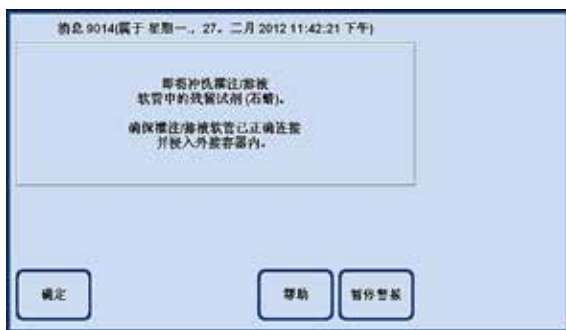 消息 9014(属于 星期一., 27. 二月 2012 11:42:21 下午)
即将冲洗灌注/溶液
软管中的残留试剂(石蜡)。
确保灌注/溶液软管已正确连接
并浸入外接容器内。
确定
帮助
暂停警报